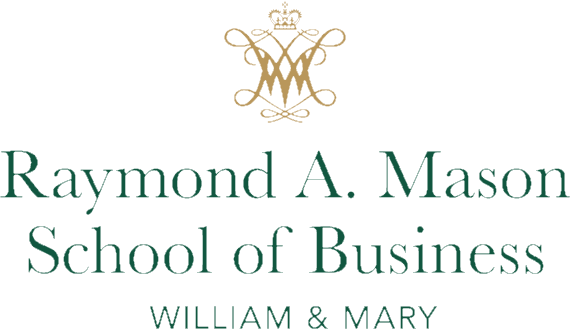 Raymond A. Mason
School of Business
WILLIAM & MARY